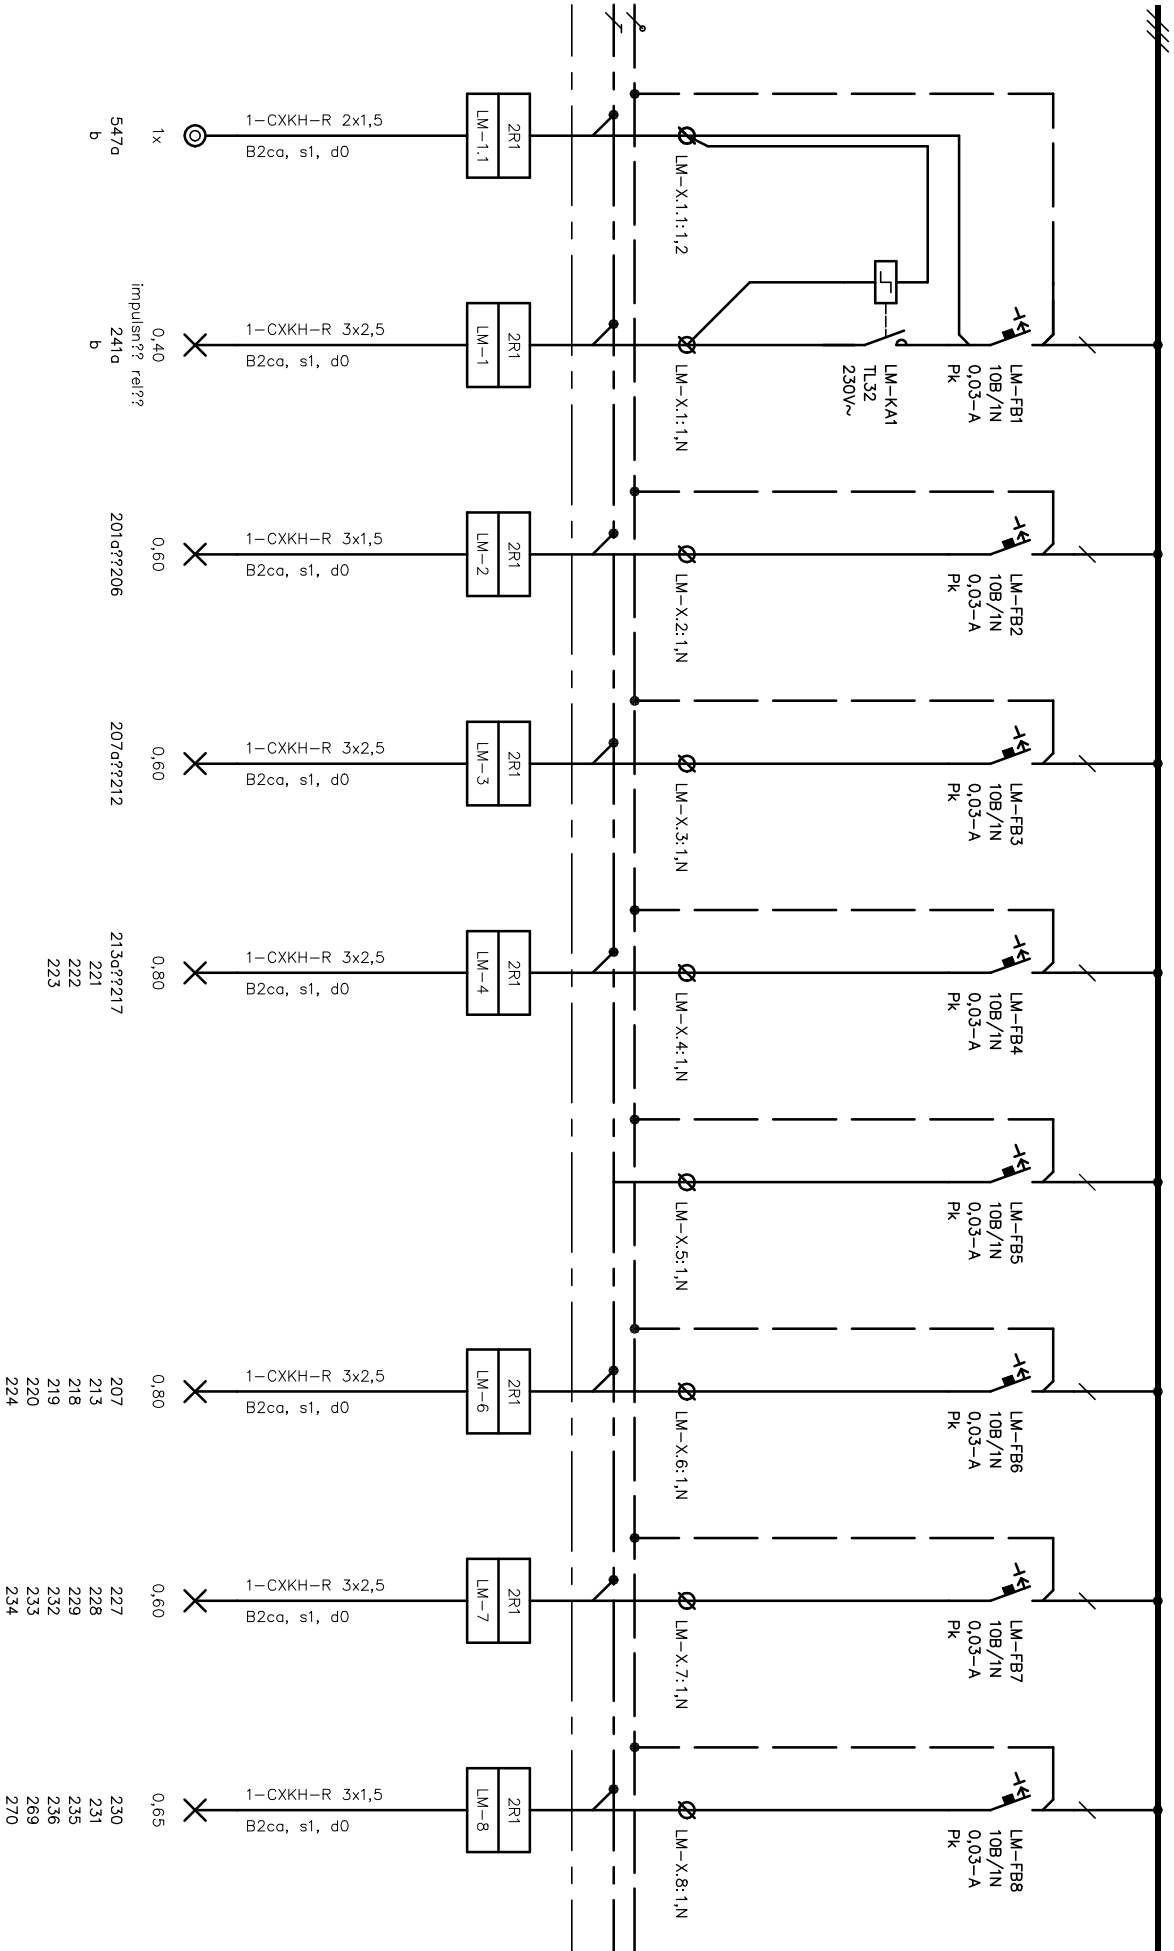 LM-FB1
10B/1N
0,03-A
Pk
LM-KA1
TL32
230V~
LM-X.1.1:1,2
LM-X.1:1,N
2R1
LM-1.1
1-CXKH-R 2x1,5
B2ca, s1, d0
1x
547a
b
2R1
LM-1
1-CXKH-R 3x2,5
B2ca, s1, d0
0,40
241a
b
impulsn?? rel??
LM-FB2
10B/1N
0,03-A
Pk
LM-X.2:1,N
2R1
LM-2
1-CXKH-R 3x1,5
B2ca, s1, d0
0,60
201a??206
LM-FB3
10B/1N
0,03-A
Pk
LM-X.3:1,N
2R1
LM-3
1-CXKH-R 3x2,5
B2ca, s1, d0
0,60
207a??212
LM-FB4
10B/1N
0,03-A
Pk
LM-X.4:1,N
2R1
LM-4
1-CXKH-R 3x2,5
B2ca, s1, d0
0,80
213a??217
221
222
223
LM-FB5
10B/1N
0,03-A
Pk
LM-X.5:1,N
LM-FB6
10B/1N
0,03-A
Pk
LM-X.6:1,N
2R1
LM-6
1-CXKH-R 3x2,5
B2ca, s1, d0
0,80
207
213
218
219
220
224
LM-FB7
10B/1N
0,03-A
Pk
LM-X.7:1,N
2R1
LM-7
1-CXKH-R 3x2,5
B2ca, s1, d0
0,60
227
228
229
232
233
234
LM-FB8
10B/1N
0,03-A
Pk
LM-X.8:1,N
2R1
LM-8
1-CXKH-R 3x1,5
B2ca, s1, d0
0,65
230
231
235
236
269
270